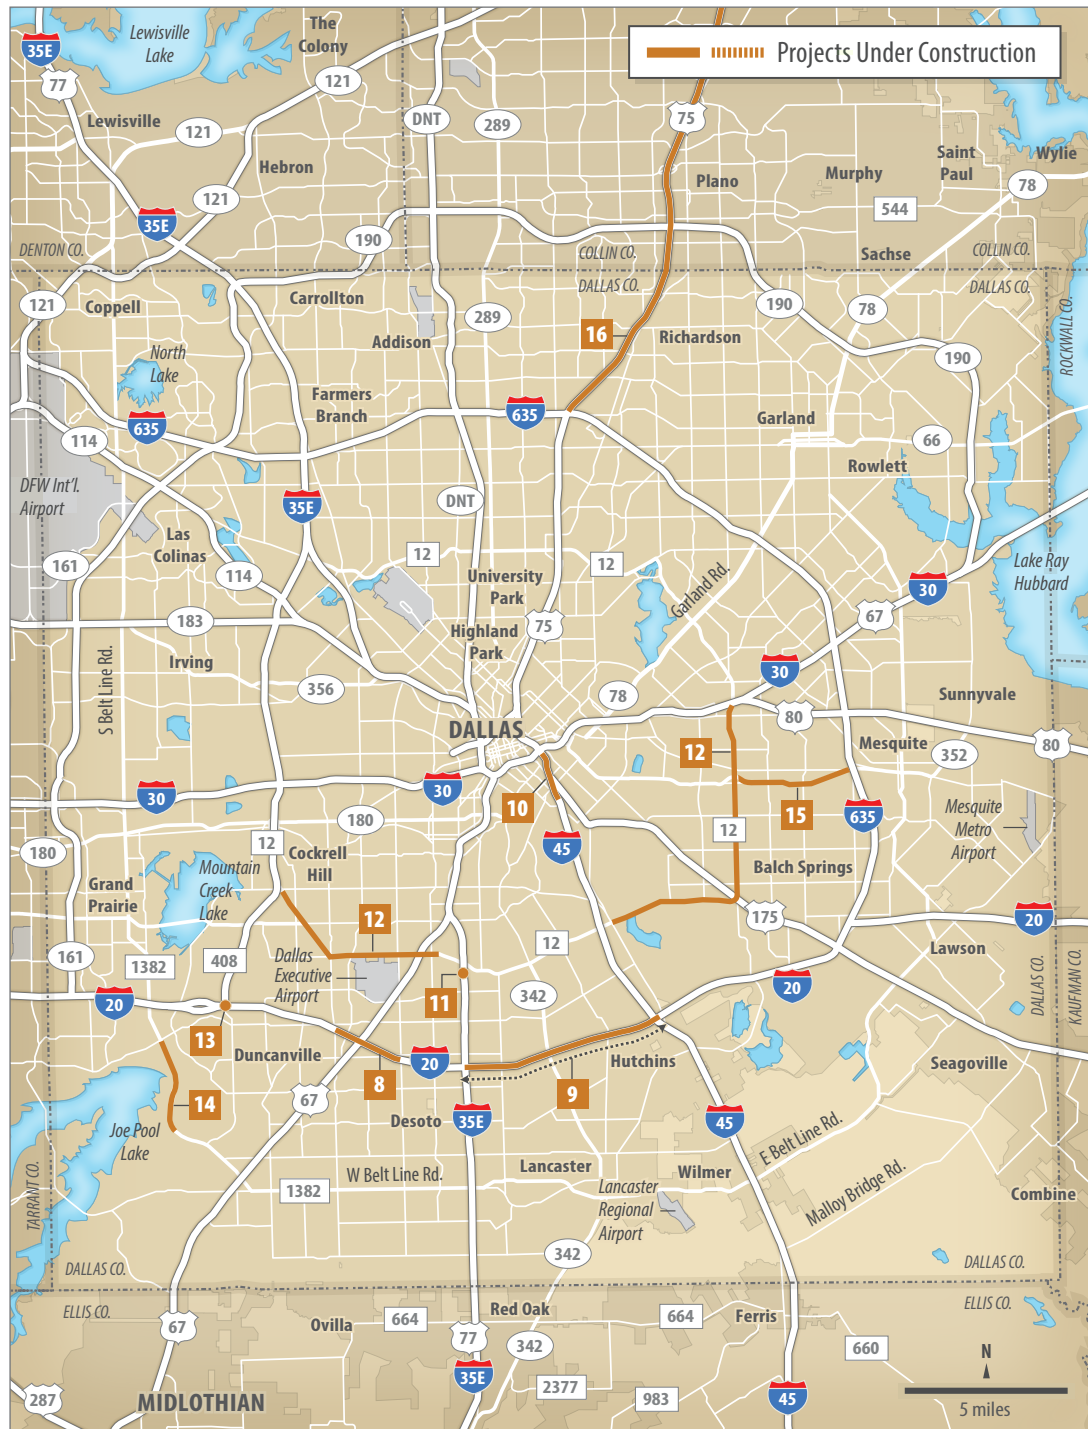 The
Colony
Lewisville
Lake
35E
77
121
Projects Under Construction
Lewisville
121
DNT
289
75
Hebron
121
Plano
Murphy
Saint
Paul
Wylie
78
544
35E
190
DENTON CO.
COLLIN CO.
DALLAS CO.
Sachse
COLLIN CO.
DALLAS CO.
ROCKWALL CO.
121
Coppell
Carrollton
Addison
289
16
Richardson
190
78
190
North
Lake
Farmers
Branch
635
635
114
Garland
66
Rowlett
DFW Int'l.
Airport
35E
DNT
Las
Colinas
161
114
12
University
Park
12
Garland Rd.
Lake Ray
Hubbard
30
67
183
Highland
Park
75
Irving
S Belt Line Rd.
356
78
30
80
Sunnyvale
DALLAS
12
Mesquite
352
80
30
30
10
15
635
Mesquite
Metro
Airport
180
180
12
Cockrell
Hill
45
12
Balch Springs
Mountain
Creek
Lake
Grand
Prairie
175
20
161
1382
408
12
Dallas
Executive
Airport
12
Lawson
DALLAS CO.
KAUFMAN CO.
20
11
342
20
13
Duncanville
8
20
9
Hutchins
Seagoville
14
67
Joe Pool
Lake
Desoto
35E
45
E Belt Line Rd.
W Belt Line Rd.
Lancaster
Wilmer
TARRANT CO.
1382
Lancaster
Regional
Airport
Malloy Bridge Rd.
Combine
342
DALLAS CO.
ELLIS CO.
DALLAS CO.
ELLIS CO.
67
Ovilla
664
Red Oak
664
Ferris
77
342
660
N
35E
2377
983
45
287
MIDLOTHIAN
5 miles